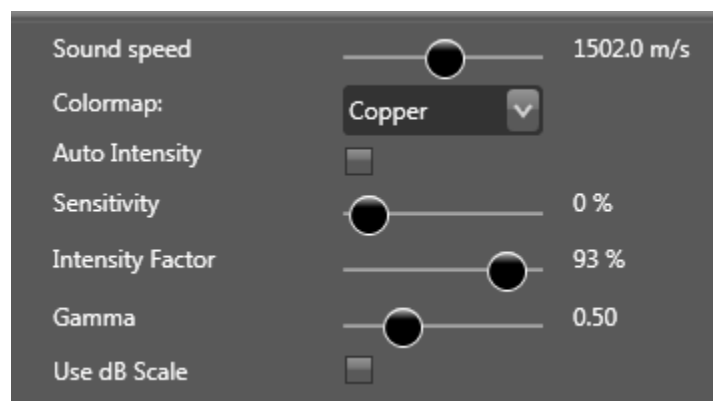 Sound speed 1502.0 m/s
Colormap: Copper
Auto Intensity
Sensitivity 0 %
Intensity Factor 93 %
Gamma 0.50
Use dB Scale